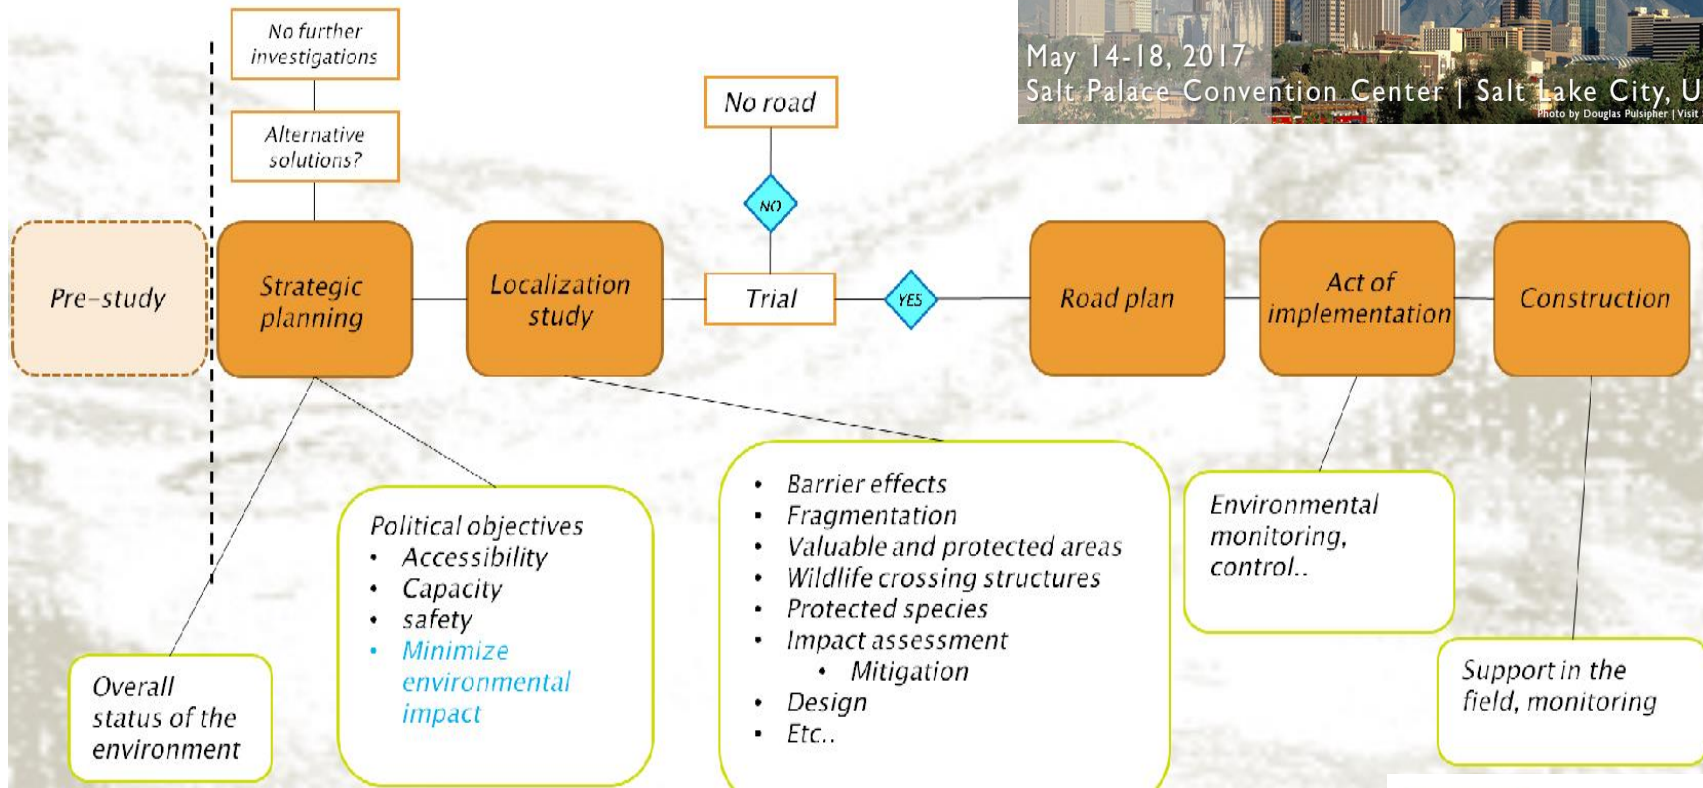 No further
investigations
Alternative
solutions?
No road
NO
May 14-18, 2017
Salt Palace Convention Center | Salt Lake City, U
Photo by Douglas Pulsipher | Visit
Pre-study
Strategic
planning
Localization
study
Trial
YES
Road plan
Act of
implementation
Construction
Overall
status of the
environment
Political objectives
• Accessibility
• Capacity
• safety
• Minimize
environmental
impact
• Barrier effects
• Fragmentation
• Valuable and protected areas
• Wildlife crossing structures
• Protected species
• Impact assessment
• Mitigation
• Design
• Etc..
Environmental
monitoring,
control..
Support in the
field, monitoring